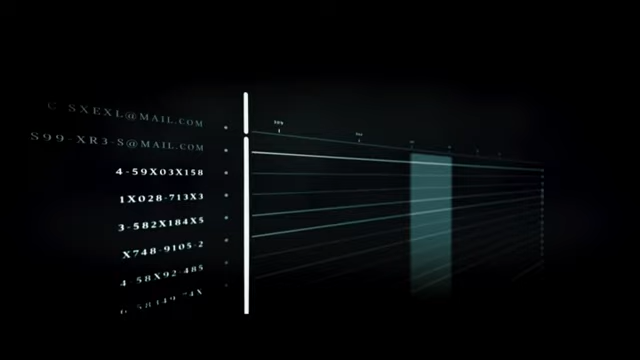 SXEXL@MAIL.COM
S99-XR3-S@MAIL.COM
4-59X03X158
1X028-713X3
3-582X184X5
X748-9105-2
4 58X92-485